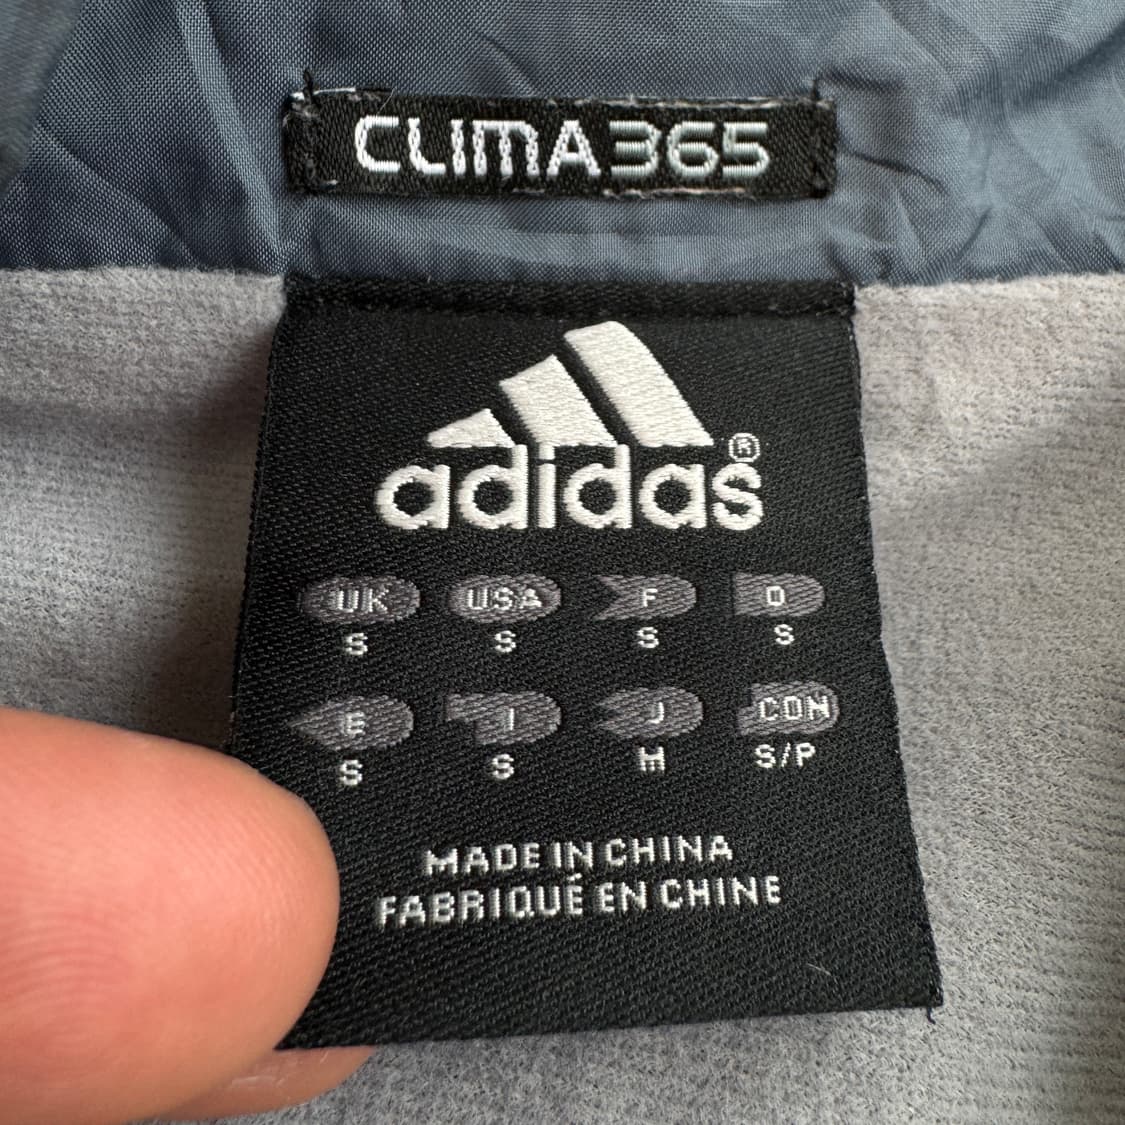 CLIMA365
adidas®
UK USA F D
S S S S
E I J CDN
S S M S/P
MADE IN CHINA
FABRIQUÉ EN CHINE